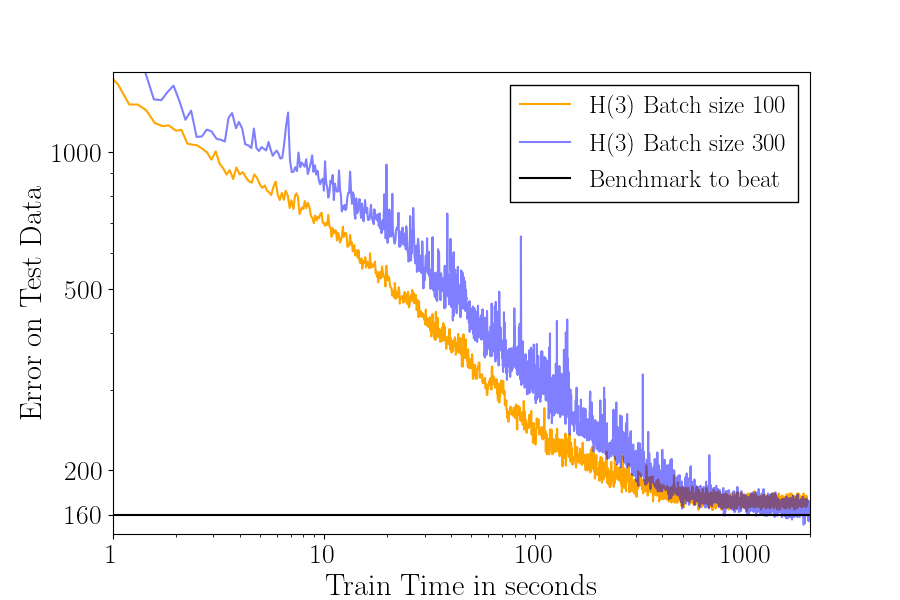 H(3) Batch size 100
H(3) Batch size 300
Benchmark to beat
Error on Test Data
1000
500
200
160
1 10 100 1000
Train Time in seconds